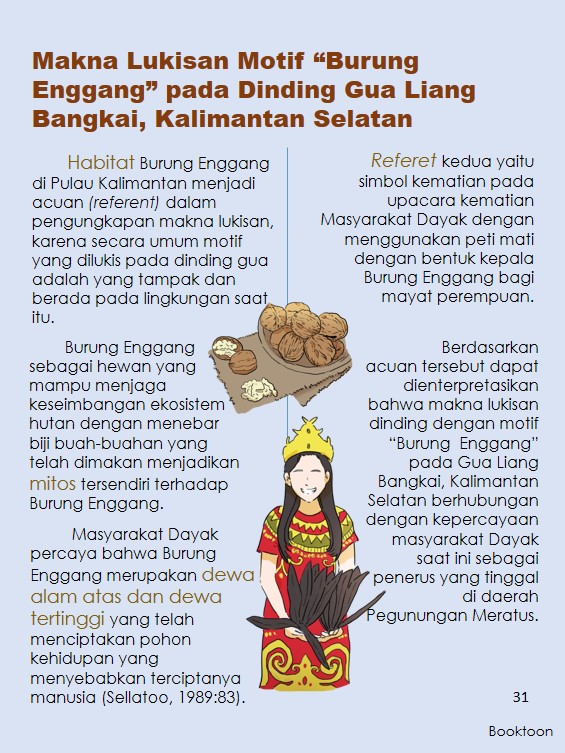 Makna Lukisan Motif “Burung
Enggang” pada Dinding Gua Liang
Bangkai, Kalimantan Selatan
Habitat Burung Enggang
di Pulau Kalimantan menjadi
acuan (referent) dalam
pengungkapan makna lukisan,
karena secara umum motif
yang dilukis pada dinding gua
adalah yang tampak dan
berada pada lingkungan saat
itu.
Burung Enggang
sebagai hewan yang
mampu menjaga
keseimbangan ekosistem
hutan dengan menebar
biji buah-buahan yang
telah dimakan menjadikan
mitos tersendiri terhadap
Burung Enggang.
Masyarakat Dayak
percaya bahwa Burung
Enggang merupakan dewa
alam atas dan dewa
tertinggi yang telah
menciptakan pohon
kehidupan yang
menyebabkan terciptanya
manusia (Sellatoo, 1989:83).
Referet kedua yaitu
simbol kematian pada
upacara kematian
Masyarakat Dayak dengan
menggunakan peti mati
dengan bentuk kepala
Burung Enggang bagi
mayat perempuan.
Berdasarkan
acuan tersebut dapat
dienterpretasikan
bahwa makna lukisan
dinding dengan motif
“Burung Enggang”
pada Gua Liang
Bangkai, Kalimantan
Selatan berhubungan
dengan kepercayaan
masyarakat Dayak
saat ini sebagai
penerus yang tinggal
di daerah
Pegunungan Meratus.
31
Booktoon